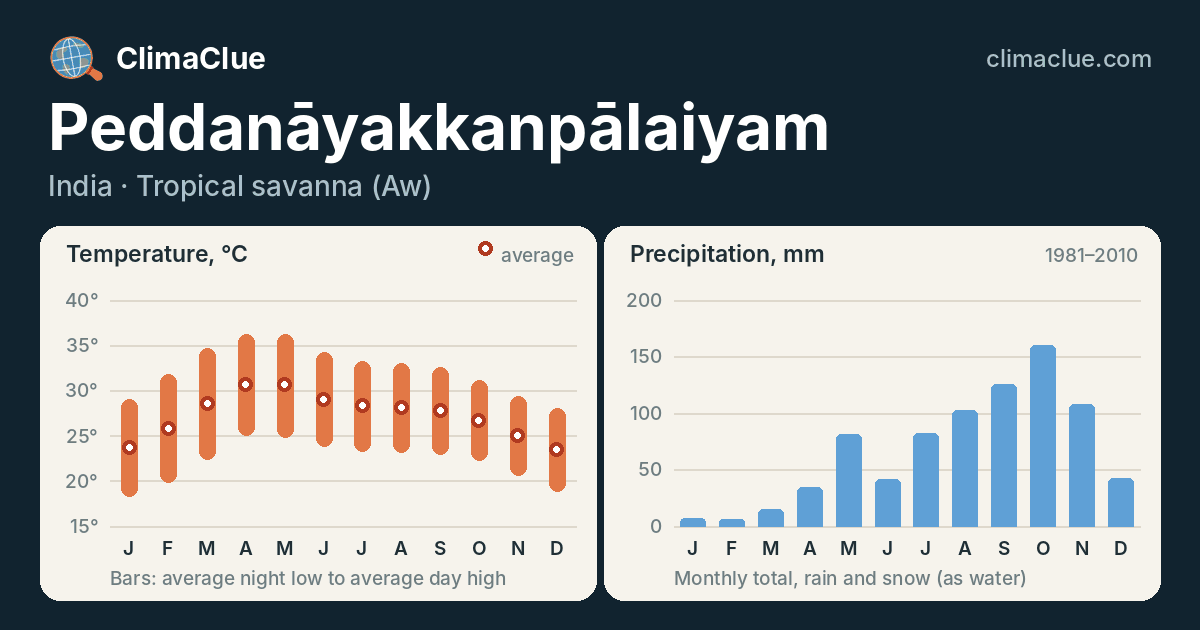 ClimaClue
climaclue.com
Peddanāyakkanpālaiyam
India · Tropical savanna (Aw)
Temperature, °C
average
40°
35°
30°
25°
20°
15°
J F M A M J J A S O N D
Bars: average night low to average day high
Precipitation, mm
1981–2010
200
150
100
50
0
J F M A M J J A S O N D
Monthly total, rain and snow (as water)